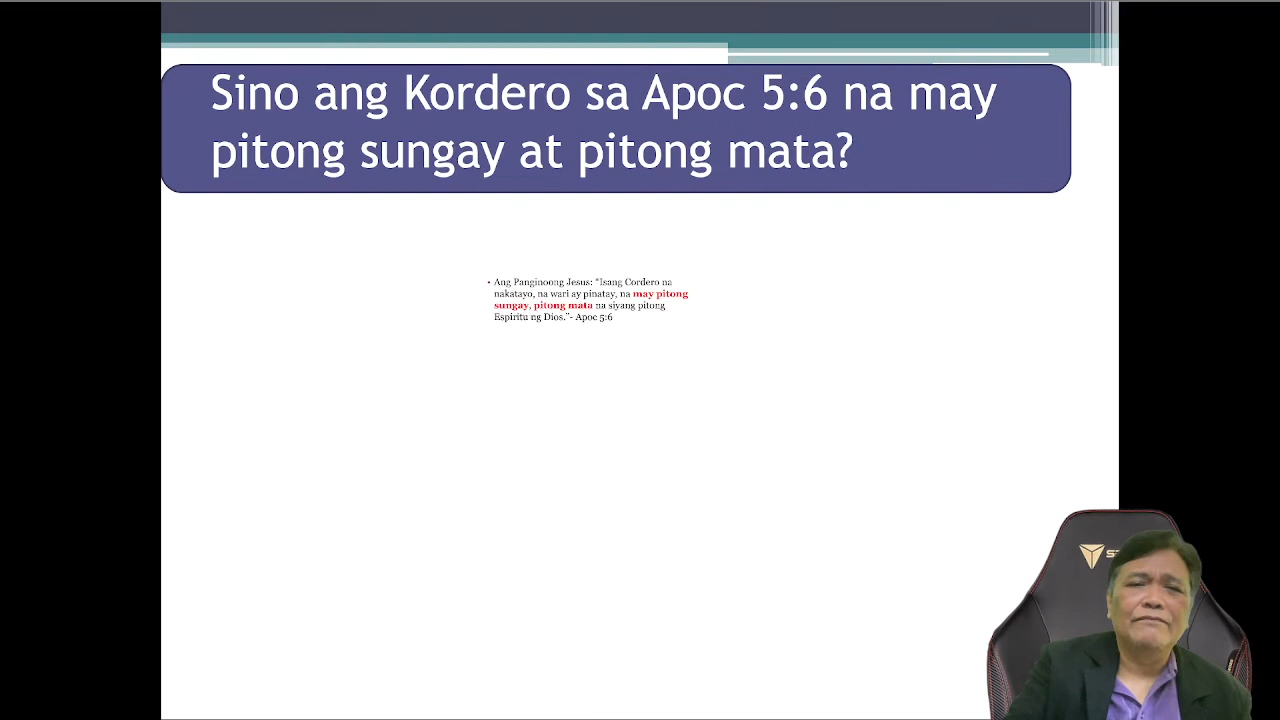 Sino ang Kordero sa Apoc 5:6 na may
pitong sungay at pitong mata?
• Ang Panginoong Jesus: “Isang Cordero na
nakatayo, na wari ay pinatay, na may pitong
sungay, pitong mata na siyang pitong
Espiritu ng Dios.”- Apoc 5:6